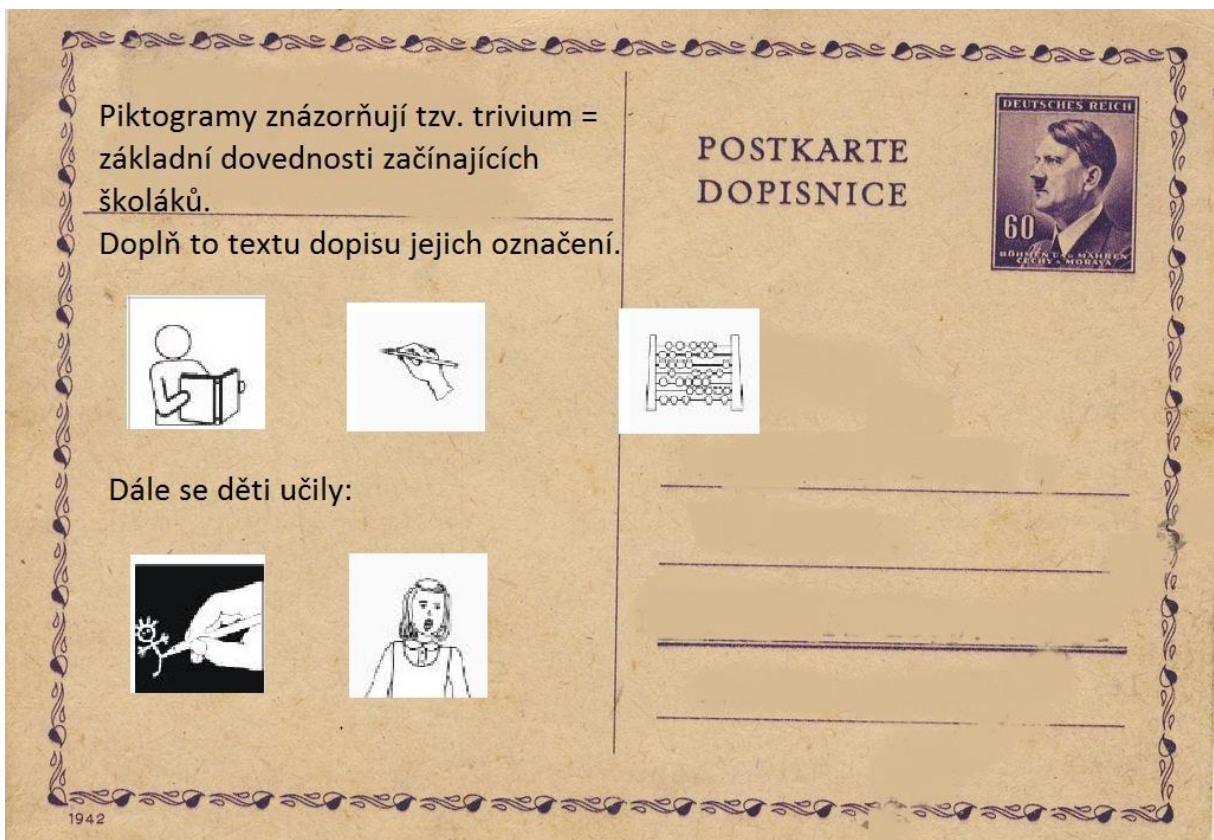 Piktogramy znázorňují tzv. trivium =
základní dovednosti začínajících
školáků.
Doplň to textu dopisu jejich označení.
Dále se děti učily:
POSTKARTE
DOPISNICE
DEUTSCHES REICH
60
BÖHMEN UND MÄHREN
ČECHY A MORAVA
1942